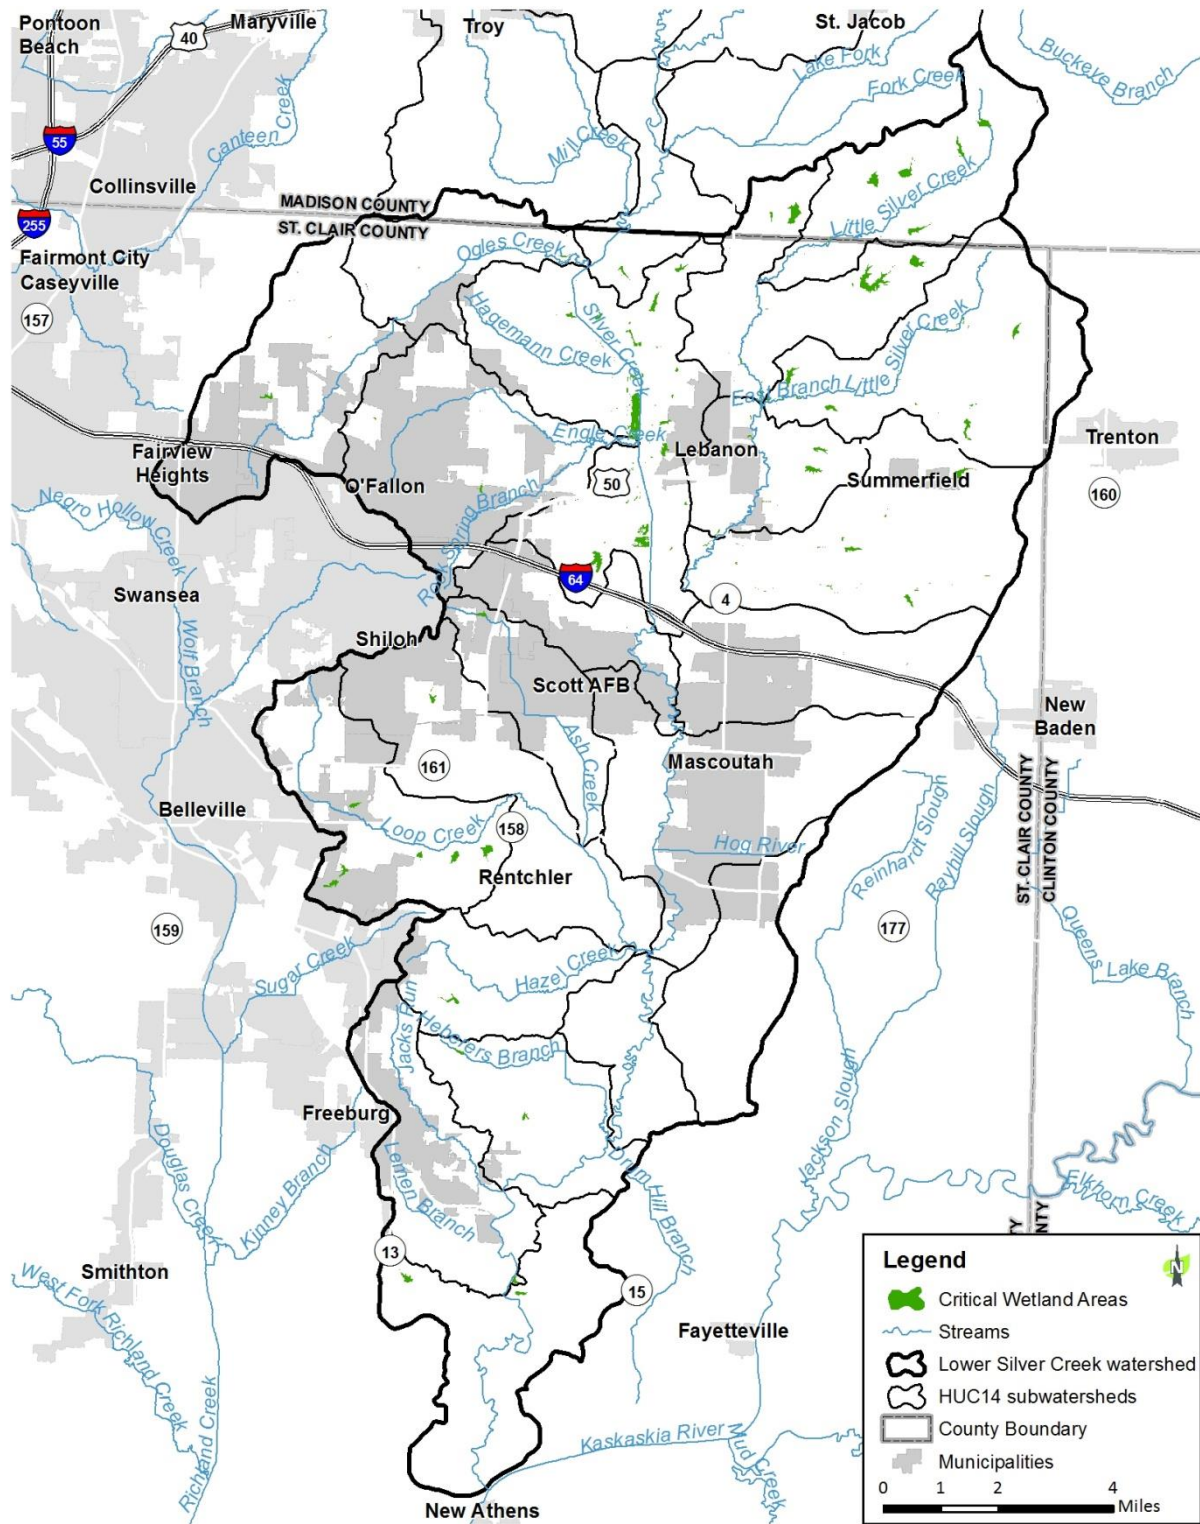 Pontoon
Beach
40
Maryville
Troy
St. Jacob
Lake Fork
Fork Creek
Buckeye Branch
55
Canteen Creek
Mill Creek
Collinsville
MADISON COUNTY
ST. CLAIR COUNTY
255
Little Silver Creek
Ogles Creek
Fairmont City
Caseyville
157
Silver Creek
Hagemann Creek
East Branch Little Silver Creek
Engle Creek
Lebanon
Trenton
Fairview
Heights
O'Fallon
50
Summerfield
160
Negro Hollow Creek
Rock Spring Branch
64
4
Swansea
Shiloh
Wolf Branch
Scott AFB
New
Baden
Ash Creek
Mascoutah
161
ST. CLAIR COUNTY
CLINTON COUNTY
Belleville
Loop Creek
158
Hog River
Reinhardt Slough
Rayhill Slough
Rentchler
159
177
Queens Lake Branch
Sugar Creek
Hazel Creek
Jacks Run
Heberers Branch
Freeburg
Jackson Slough
Douglas Creek
Kinney Branch
Lemen Branch
Drum Hill Branch
Elkhorn Creek
13
TY
NTY
Smithton
15
West Fork Richland Creek
Fayetteville
Richland Creek
Kaskaskia River
Mud Creek
New Athens
Legend
N
Critical Wetland Areas
Streams
Lower Silver Creek watershed
HUC14 subwatersheds
County Boundary
Municipalities
0 1 2 4
Miles